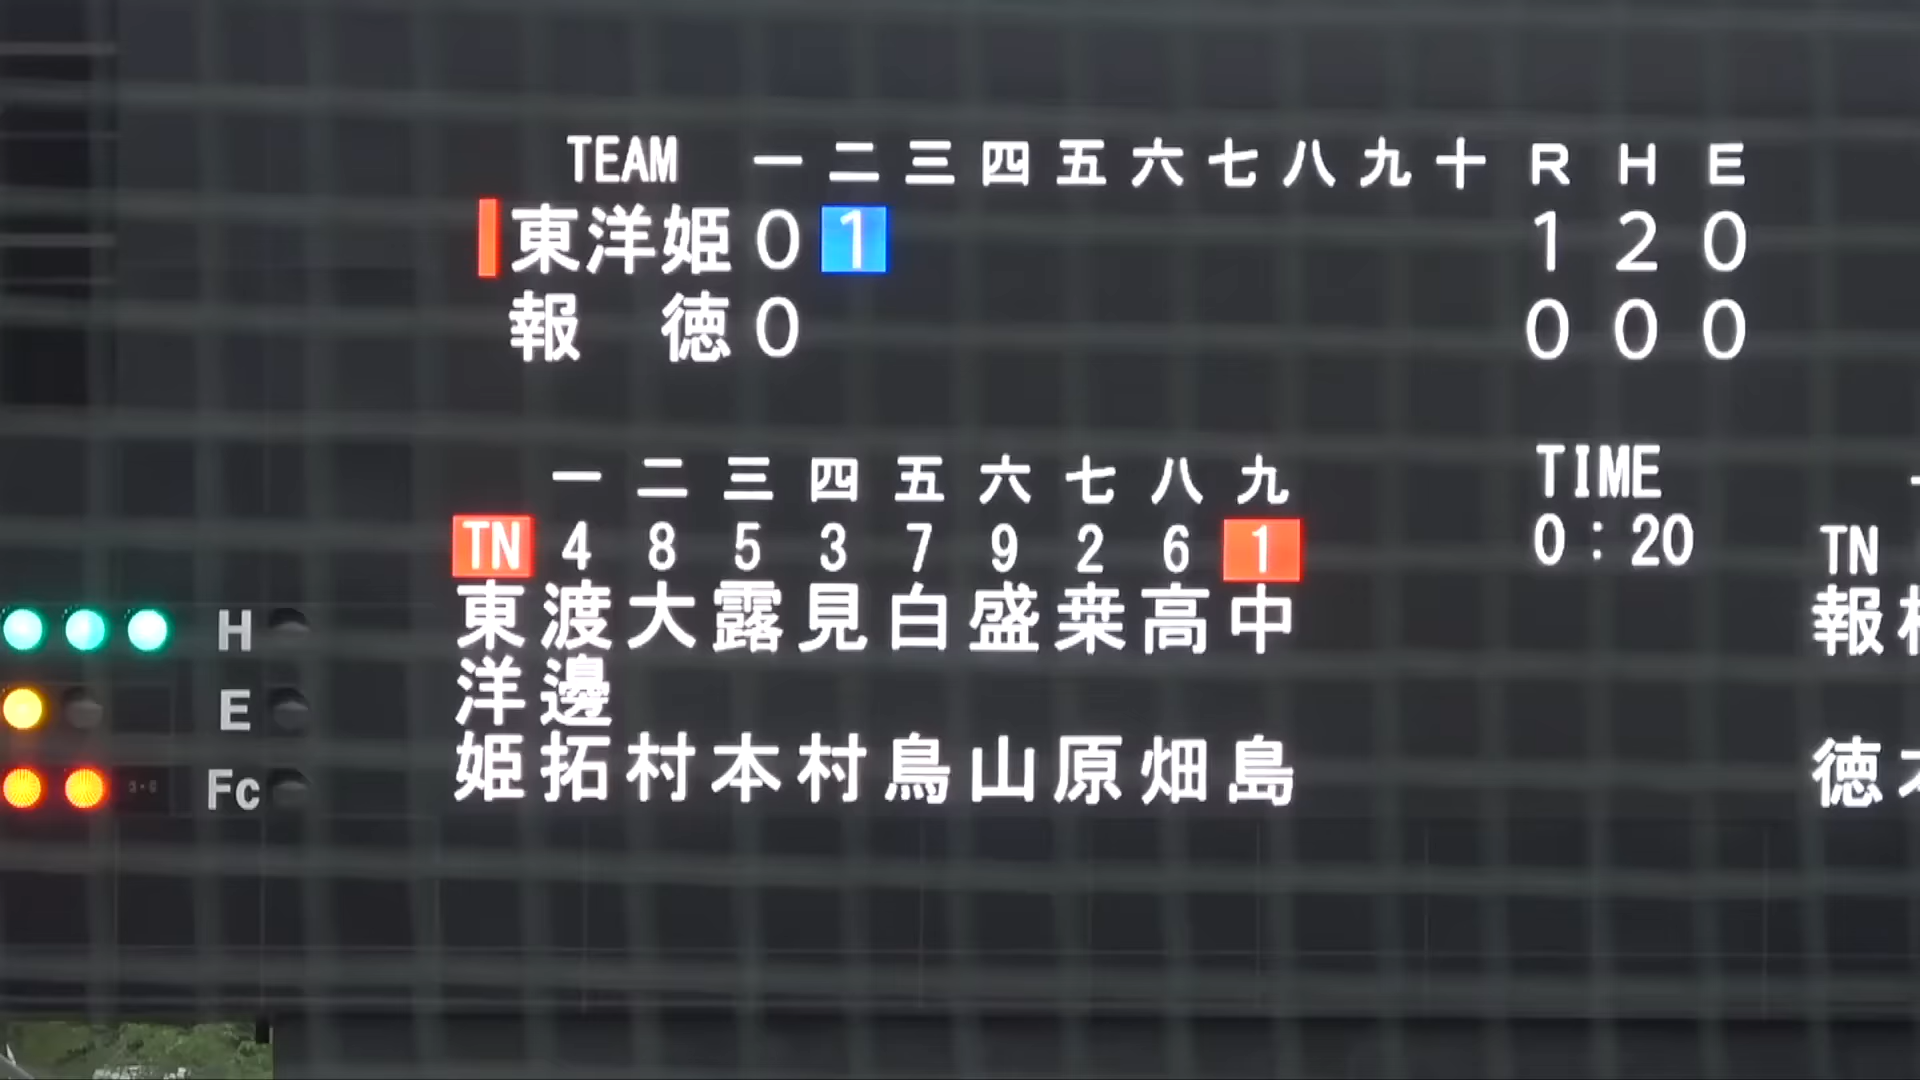 TEAM 一 二 三 四 五 六 七 八 九 十 R H E
東洋姫 0 1 1 2 0
報 徳 0 0 0 0
一 二 三 四 五 六 七 八 九
TN 4 8 5 3 7 9 2 6 1
東洋姫
渡邊拓
大村
露本
見村
白鳥
盛山
桒原
高畑
中島
TIME
0:20
TN
報徳
H
E
Fc